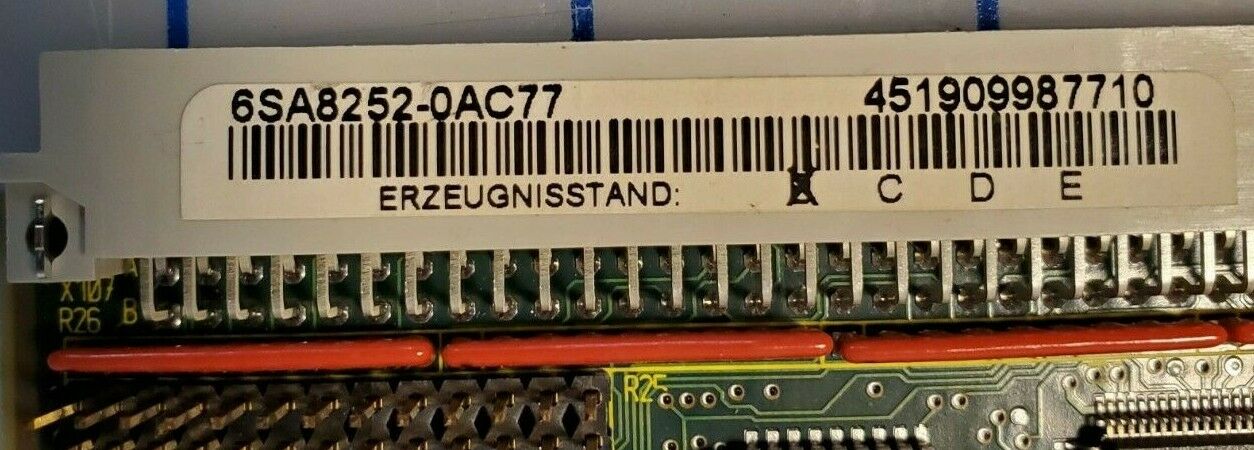 6SA8252-0AC77 451909987710
ERZEUGNISSTAND: C D E
X107 A
R26 B
R25